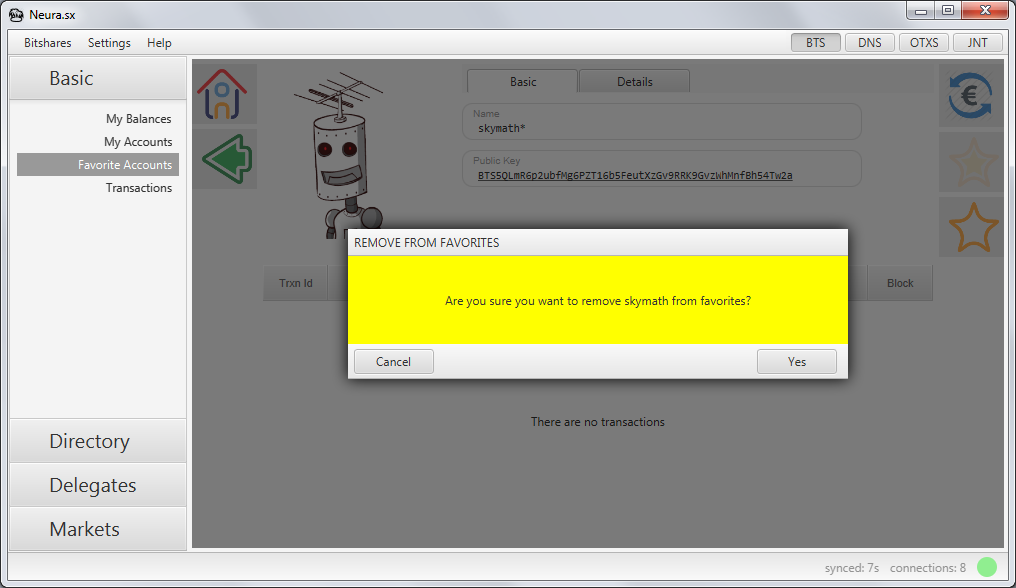 Neura.sx
Bitshares Settings Help
BTS DNS OTXS JNT
Basic
My Balances
My Accounts
Favorite Accounts
Transactions
Directory
Delegates
Markets
Basic Details
Name
skymath*
Public Key
BTS5QLmR6p2ubfMg6PZT16b5FeutXzGv9RRK9GvzWhMnfBh54Tw2a
Trxn Id Block
REMOVE FROM FAVORITES
Are you sure you want to remove skymath from favorites?
Cancel Yes
There are no transactions
synced: 7s connections: 8